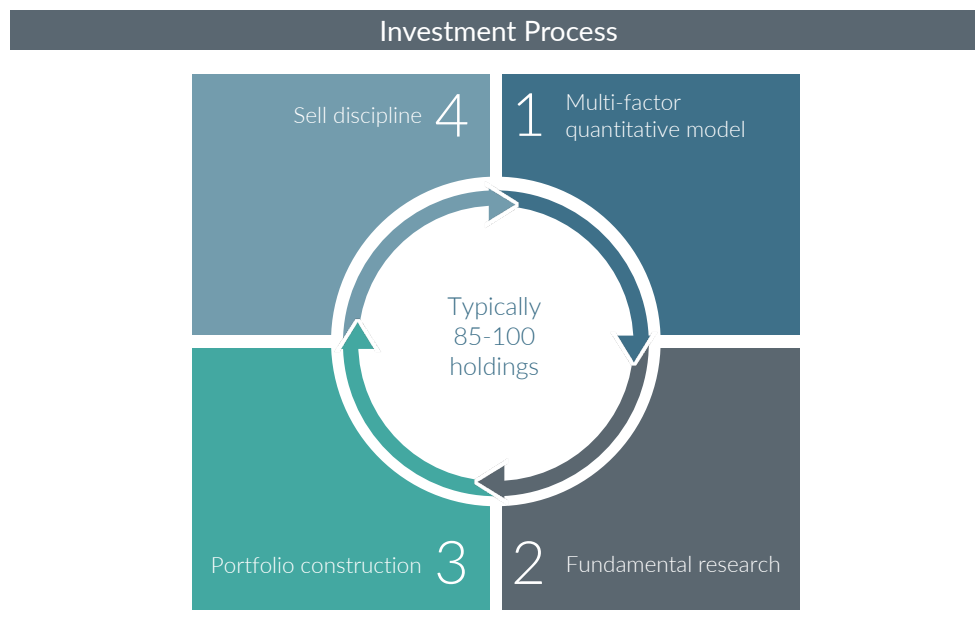 Investment Process
Sell discipline 4
1 Multi-factor
quantitative model
Typically
85-100
holdings
Portfolio construction 3
2 Fundamental research